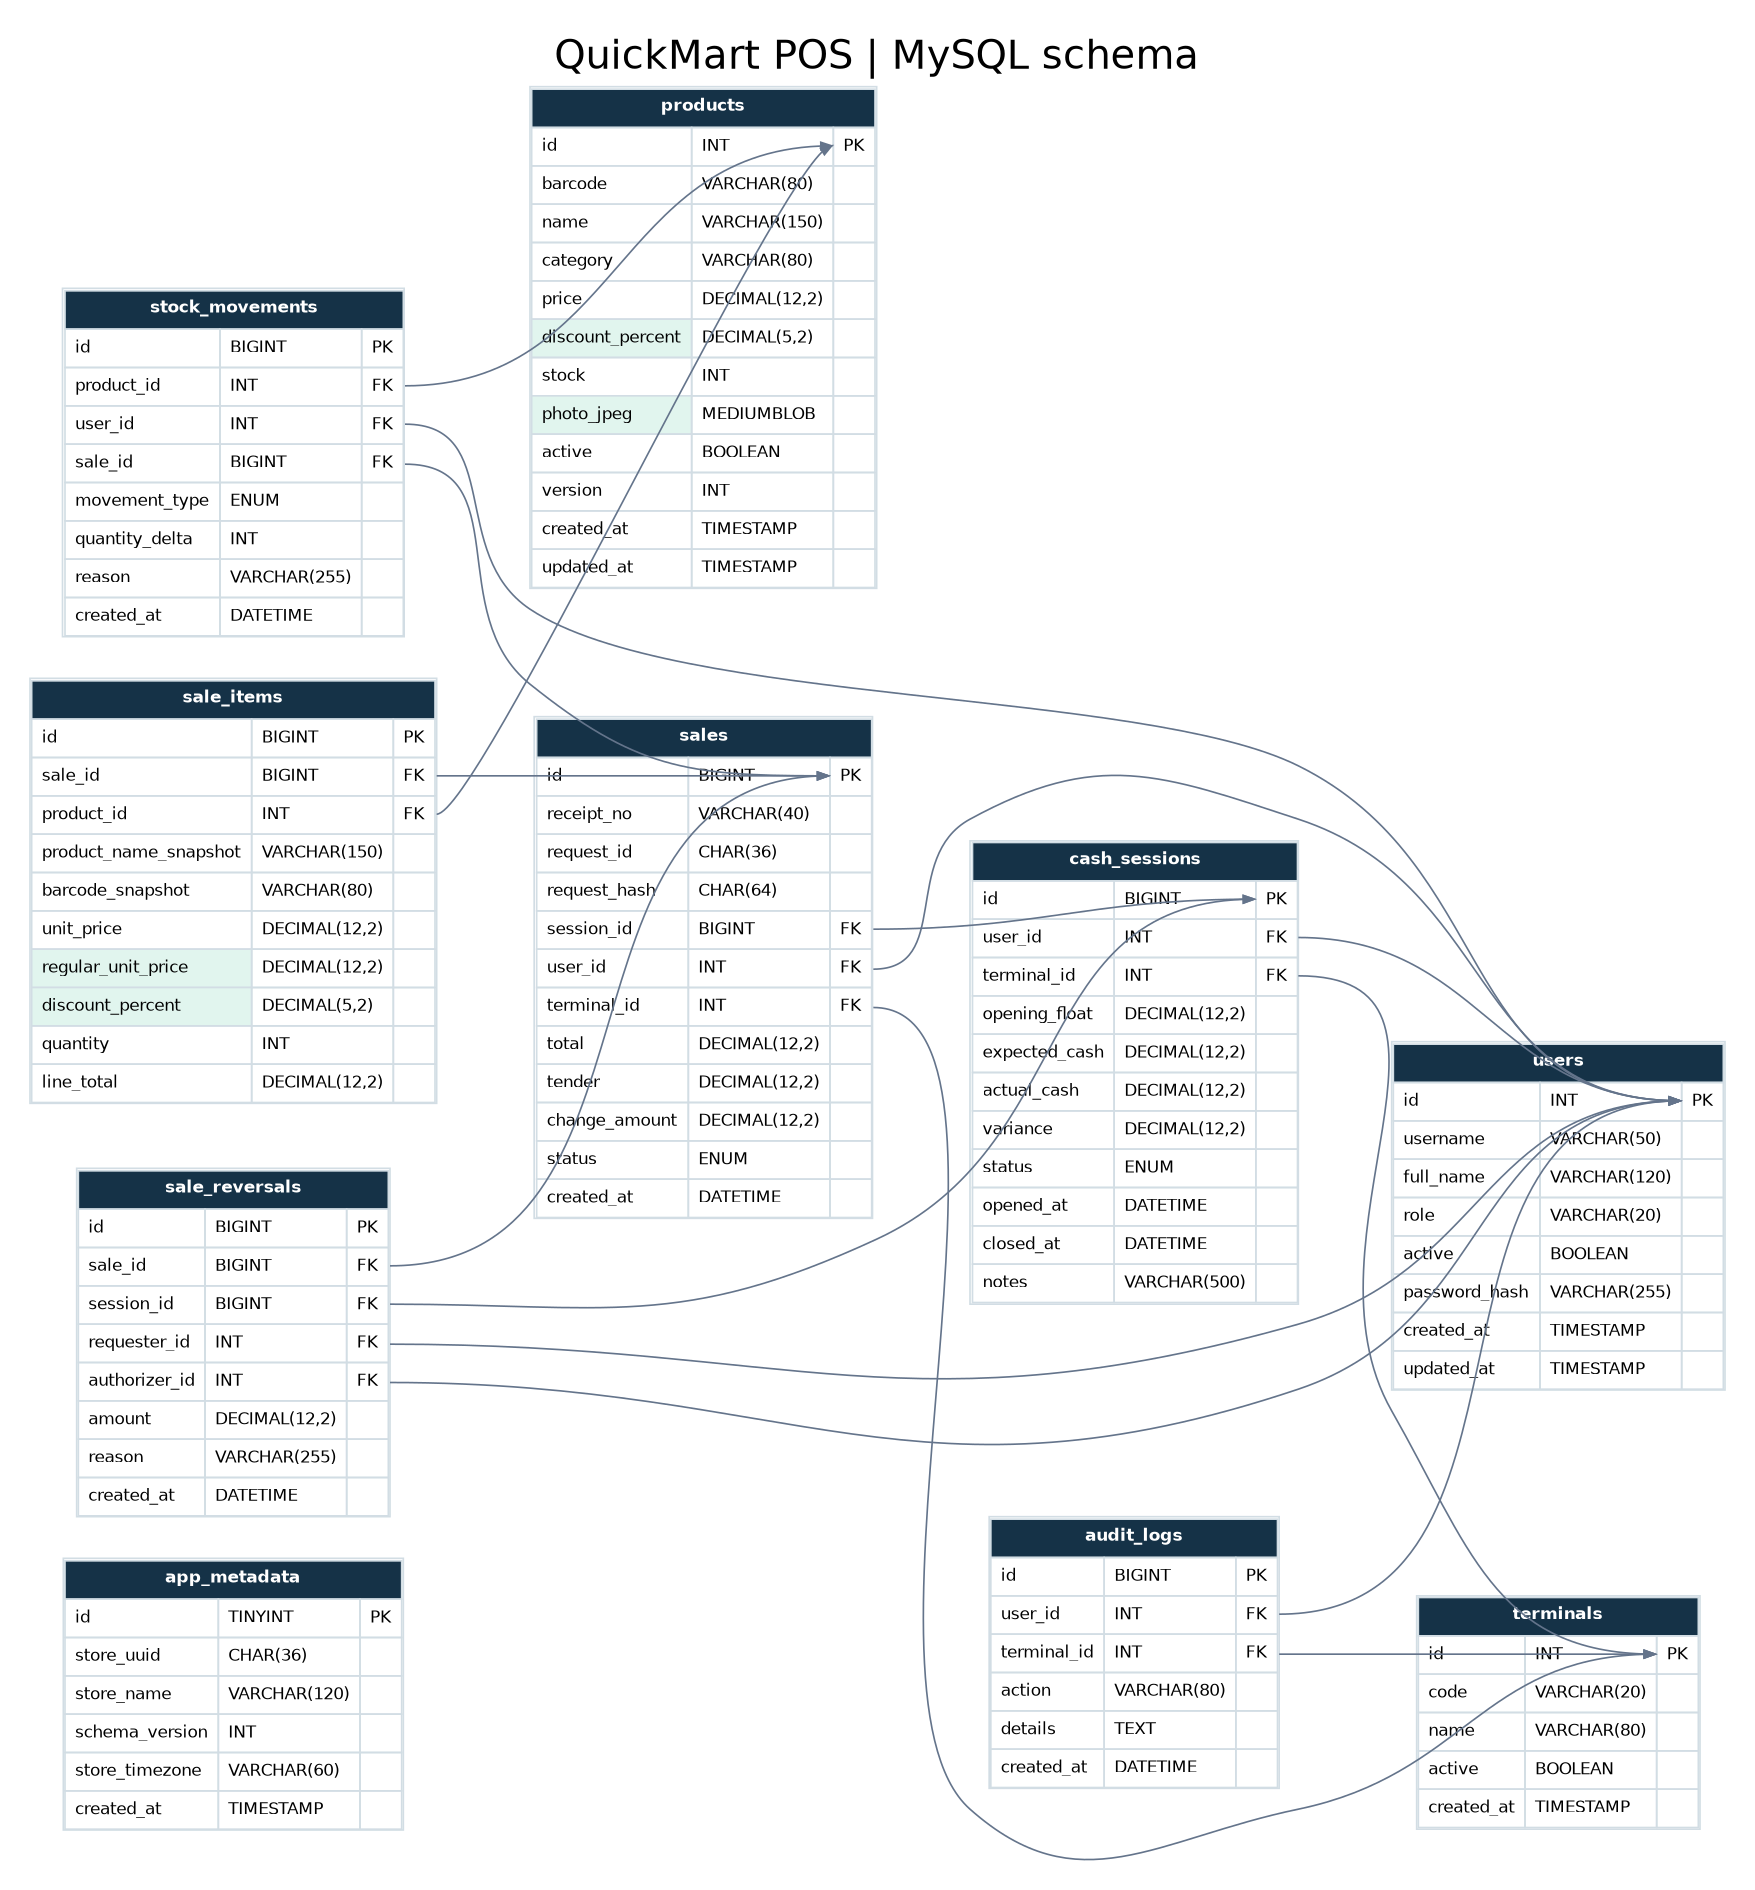 QuickMart POS | MySQL schema
products
id INT PK
barcode VARCHAR(80)
name VARCHAR(150)
category VARCHAR(80)
price DECIMAL(12,2)
discount_percent DECIMAL(5,2)
stock INT
photo_jpeg MEDIUMBLOB
active BOOLEAN
version INT
created_at TIMESTAMP
updated_at TIMESTAMP
stock_movements
id BIGINT PK
product_id INT FK
user_id INT FK
sale_id BIGINT FK
movement_type ENUM
quantity_delta INT
reason VARCHAR(255)
created_at DATETIME
sale_items
id BIGINT PK
sale_id BIGINT FK
product_id INT FK
product_name_snapshot VARCHAR(150)
barcode_snapshot VARCHAR(80)
unit_price DECIMAL(12,2)
regular_unit_price DECIMAL(12,2)
discount_percent DECIMAL(5,2)
quantity INT
line_total DECIMAL(12,2)
sales
id BIGINT PK
receipt_no VARCHAR(40)
request_id CHAR(36)
request_hash CHAR(64)
session_id BIGINT FK
user_id INT FK
terminal_id INT FK
total DECIMAL(12,2)
tender DECIMAL(12,2)
change_amount DECIMAL(12,2)
status ENUM
created_at DATETIME
cash_sessions
id BIGINT PK
user_id INT FK
terminal_id INT FK
opening_float DECIMAL(12,2)
expected_cash DECIMAL(12,2)
actual_cash DECIMAL(12,2)
variance DECIMAL(12,2)
status ENUM
opened_at DATETIME
closed_at DATETIME
notes VARCHAR(500)
users
id INT PK
username VARCHAR(50)
full_name VARCHAR(120)
role VARCHAR(20)
active BOOLEAN
password_hash VARCHAR(255)
created_at TIMESTAMP
updated_at TIMESTAMP
sale_reversals
id BIGINT PK
sale_id BIGINT FK
session_id BIGINT FK
requester_id INT FK
authorizer_id INT FK
amount DECIMAL(12,2)
reason VARCHAR(255)
created_at DATETIME
audit_logs
id BIGINT PK
user_id INT FK
terminal_id INT FK
action VARCHAR(80)
details TEXT
created_at DATETIME
app_metadata
id TINYINT PK
store_uuid CHAR(36)
store_name VARCHAR(120)
schema_version INT
store_timezone VARCHAR(60)
created_at TIMESTAMP
terminals
id INT PK
code VARCHAR(20)
name VARCHAR(80)
active BOOLEAN
created_at TIMESTAMP